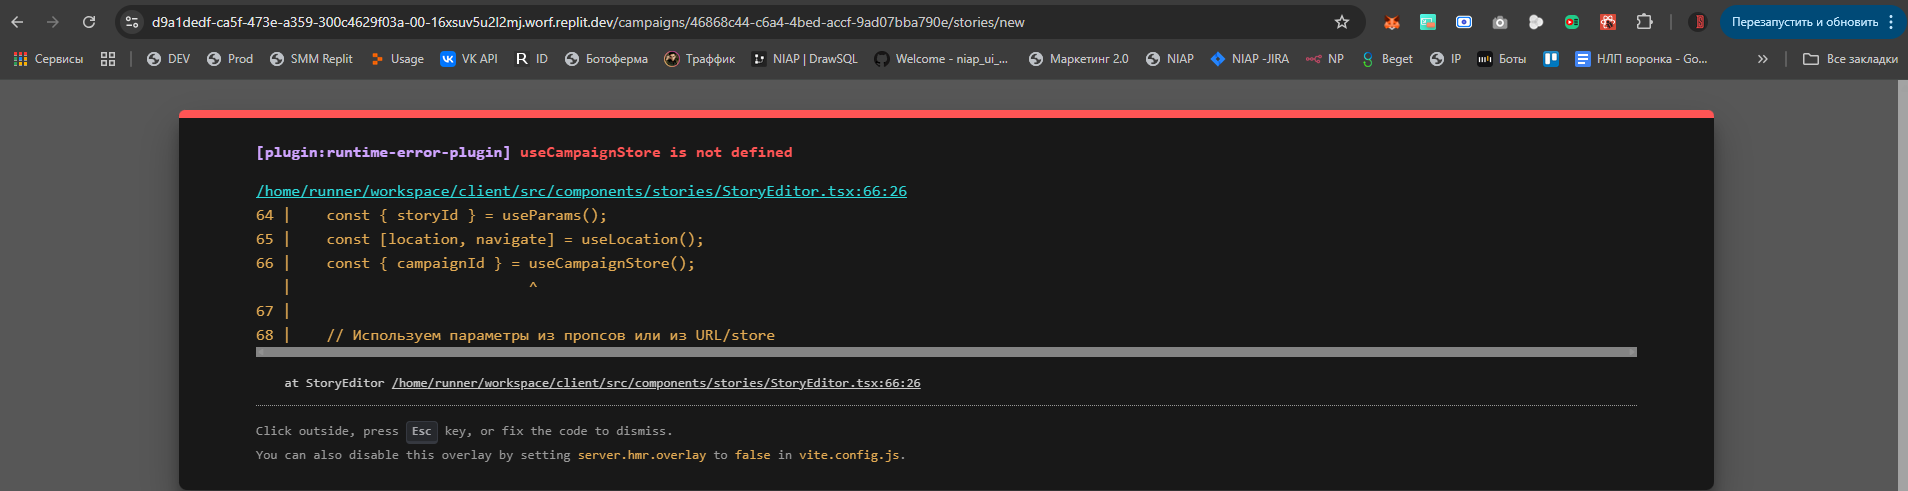 d9a1dedf-ca5f-473e-a359-300c4629f03a-00-16xsuv5u2l2mj.worf.replit.dev/campaigns/46868c44-c6a4-4bed-accf-9ad07bba790e/stories/new Перезапустить и обновить
Сервисы DEV Prod SMM Replit Usage VK API R ID Ботоферма Траффик NIAP | DrawSQL Welcome - niap_ui_... Маркетинг 2.0 NIAP NIAP -JIRA NP Beget IP Боты НЛП воронка - Go... » Все закладки
[plugin:runtime-error-plugin] useCampaignStore is not defined
/home/runner/workspace/client/src/components/stories/StoryEditor.tsx:66:26
64 | const { storyId } = useParams();
65 | const [location, navigate] = useLocation();
66 | const { campaignId } = useCampaignStore();
| ^
67 |
68 | // Используем параметры из пропсов или из URL/store
at StoryEditor /home/runner/workspace/client/src/components/stories/StoryEditor.tsx:66:26
Click outside, press Esc key, or fix the code to dismiss.
You can also disable this overlay by setting server.hmr.overlay to false in vite.config.js.